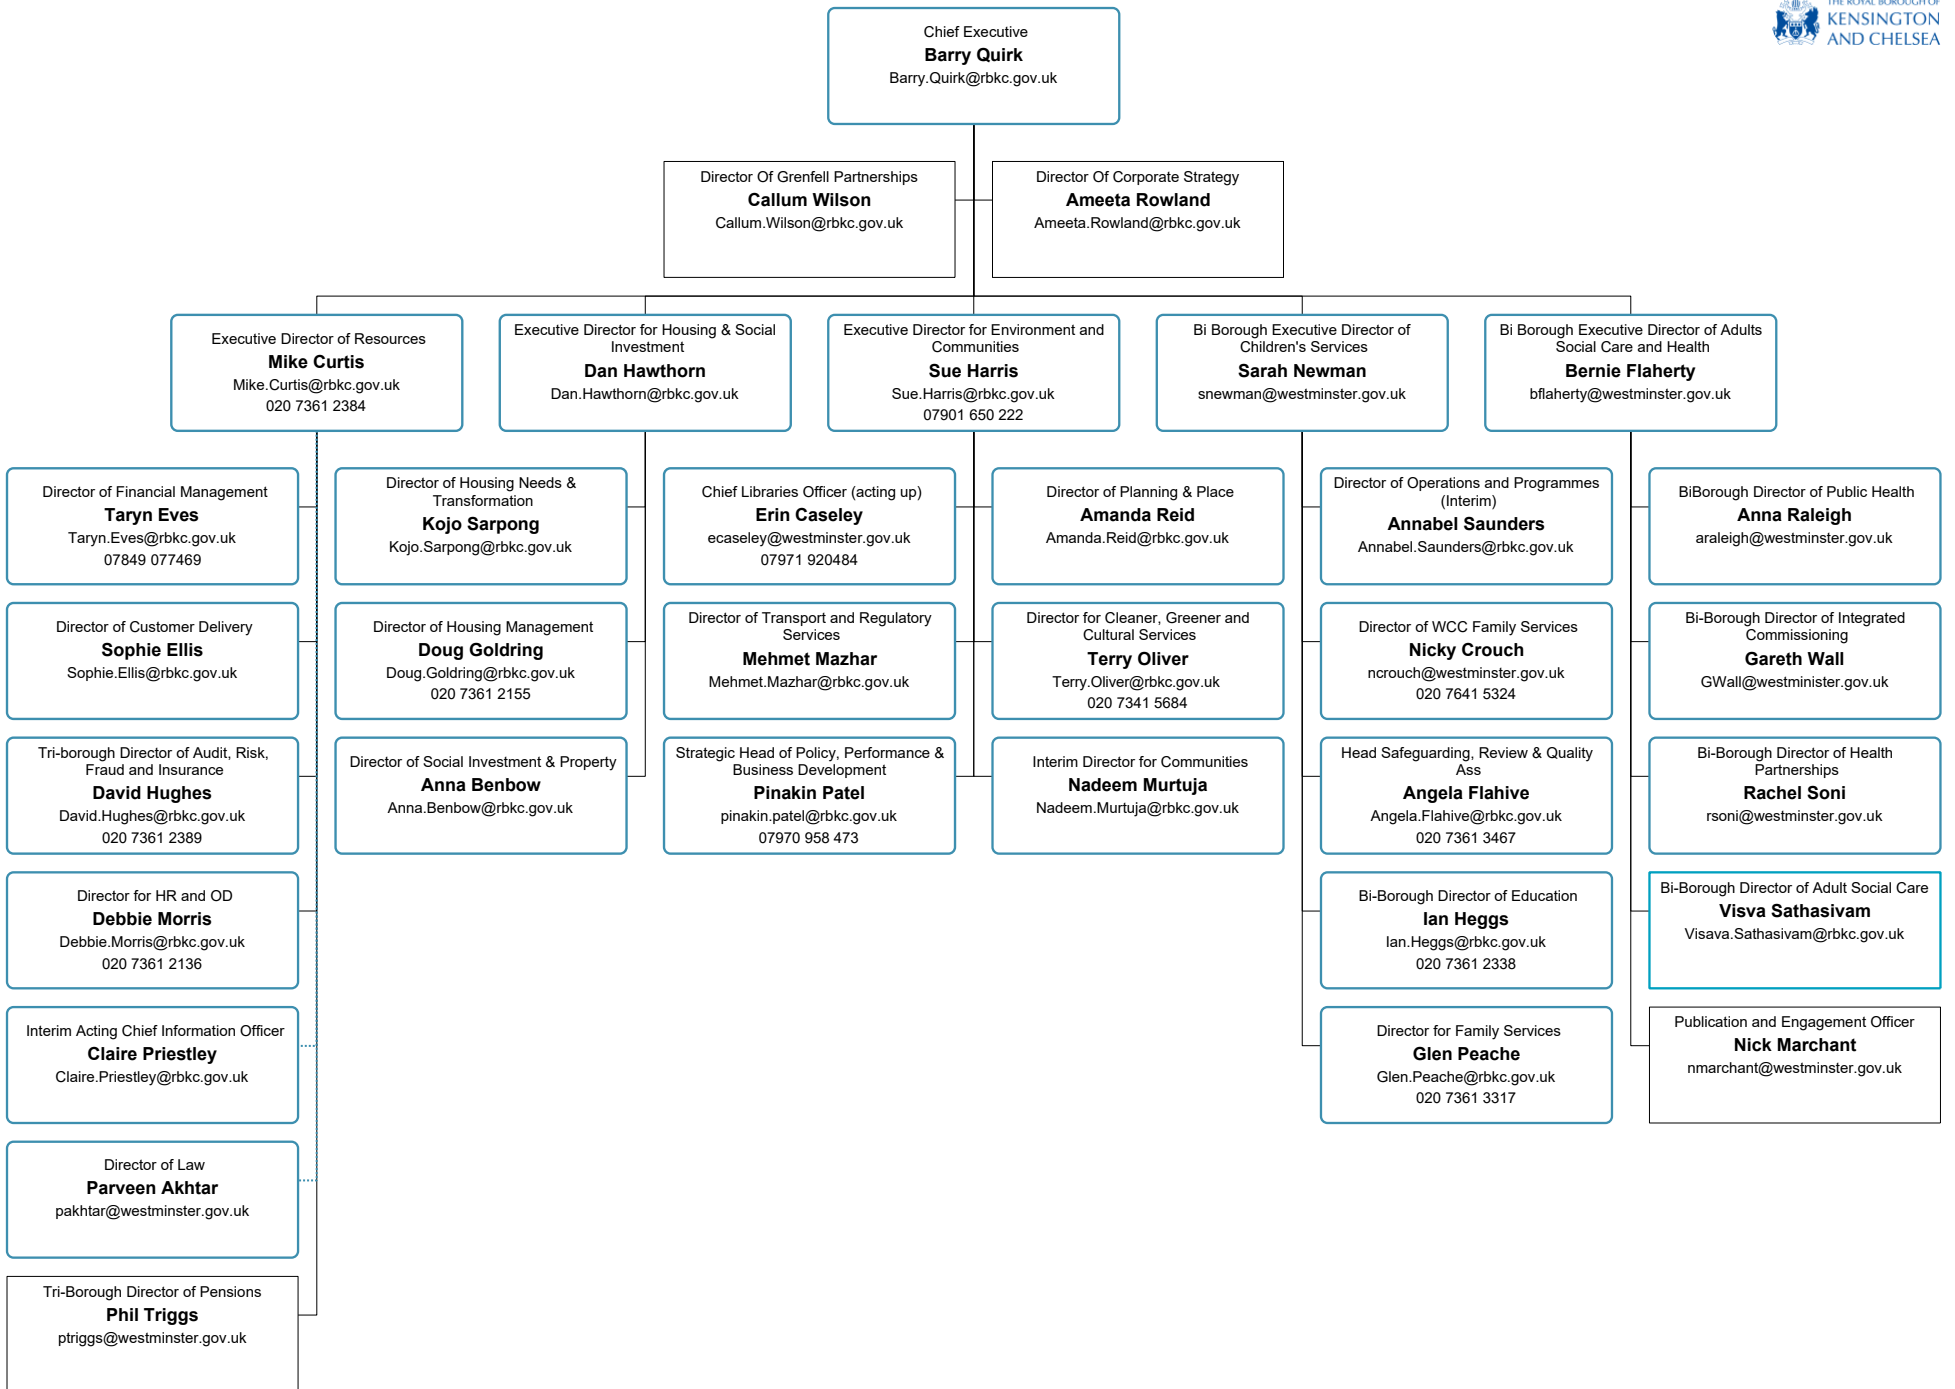 THE ROYAL BOROUGH OF
KENSINGTON
AND CHELSEA
Chief Executive
Barry Quirk
Barry.Quirk@rbkc.gov.uk
Director Of Grenfell Partnerships
Callum Wilson
Callum.Wilson@rbkc.gov.uk
Director Of Corporate Strategy
Ameeta Rowland
Ameeta.Rowland@rbkc.gov.uk
Executive Director of Resources
Mike Curtis
Mike.Curtis@rbkc.gov.uk
020 7361 2384
Executive Director for Housing & Social
Investment
Dan Hawthorn
Dan.Hawthorn@rbkc.gov.uk
Executive Director for Environment and
Communities
Sue Harris
Sue.Harris@rbkc.gov.uk
07901 650 222
Bi Borough Executive Director of
Children's Services
Sarah Newman
snewman@westminster.gov.uk
Bi Borough Executive Director of Adults
Social Care and Health
Bernie Flaherty
bflaherty@westminster.gov.uk
Director of Financial Management
Taryn Eves
Taryn.Eves@rbkc.gov.uk
07849 077469
Director of Housing Needs &
Transformation
Kojo Sarpong
Kojo.Sarpong@rbkc.gov.uk
Chief Libraries Officer (acting up)
Erin Caseley
ecaseley@westminster.gov.uk
07971 920484
Director of Planning & Place
Amanda Reid
Amanda.Reid@rbkc.gov.uk
Director of Operations and Programmes
(Interim)
Annabel Saunders
Annabel.Saunders@rbkc.gov.uk
BiBorough Director of Public Health
Anna Raleigh
araleigh@westminster.gov.uk
Director of Customer Delivery
Sophie Ellis
Sophie.Ellis@rbkc.gov.uk
Director of Housing Management
Doug Goldring
Doug.Goldring@rbkc.gov.uk
020 7361 2155
Director of Transport and Regulatory
Services
Mehmet Mazhar
Mehmet.Mazhar@rbkc.gov.uk
Director for Cleaner, Greener and
Cultural Services
Terry Oliver
Terry.Oliver@rbkc.gov.uk
020 7341 5684
Director of WCC Family Services
Nicky Crouch
ncrouch@westminster.gov.uk
020 7641 5324
Bi-Borough Director of Integrated
Commissioning
Gareth Wall
GWall@westminister.gov.uk
Tri-borough Director of Audit, Risk,
Fraud and Insurance
David Hughes
David.Hughes@rbkc.gov.uk
020 7361 2389
Director of Social Investment & Property
Anna Benbow
Anna.Benbow@rbkc.gov.uk
Strategic Head of Policy, Performance &
Business Development
Pinakin Patel
pinakin.patel@rbkc.gov.uk
07970 958 473
Interim Director for Communities
Nadeem Murtuja
Nadeem.Murtuja@rbkc.gov.uk
Head Safeguarding, Review & Quality
Ass
Angela Flahive
Angela.Flahive@rbkc.gov.uk
020 7361 3467
Bi-Borough Director of Health
Partnerships
Rachel Soni
rsoni@westminster.gov.uk
Director for HR and OD
Debbie Morris
Debbie.Morris@rbkc.gov.uk
020 7361 2136
Bi-Borough Director of Education
Ian Heggs
Ian.Heggs@rbkc.gov.uk
020 7361 2338
Bi-Borough Director of Adult Social Care
Visva Sathasivam
Visava.Sathasivam@rbkc.gov.uk
Interim Acting Chief Information Officer
Claire Priestley
Claire.Priestley@rbkc.gov.uk
Director for Family Services
Glen Peache
Glen.Peache@rbkc.gov.uk
020 7361 3317
Publication and Engagement Officer
Nick Marchant
nmarchant@westminster.gov.uk
Director of Law
Parveen Akhtar
pakhtar@westminster.gov.uk
Tri-Borough Director of Pensions
Phil Triggs
ptriggs@westminster.gov.uk